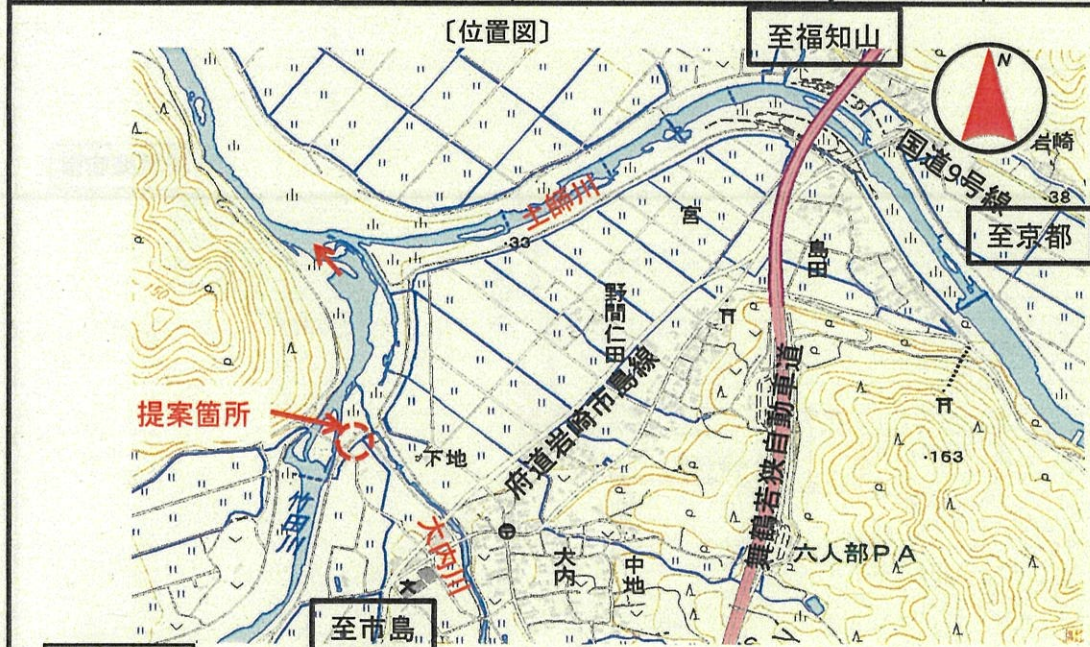 〔位置図〕
至福知山
N
国道9号線
岩崎
・38
至京都
土師川
・33
宮
田島
野間仁田
提案箇所
下地
府道岩崎市島線
舞鶴若狭自動車道
・163
竹田川
大内川
大内
中地
六人部PA
至市島
150